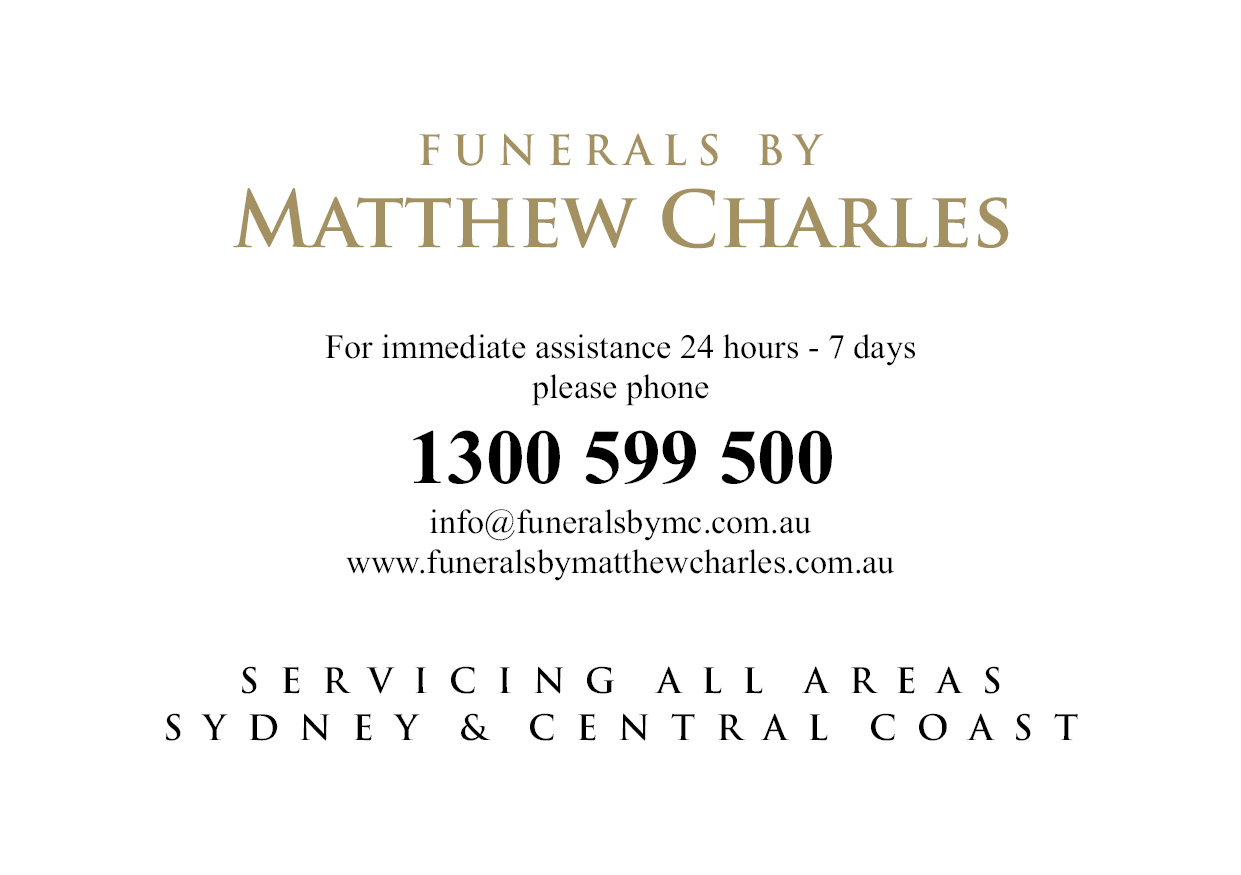 FUNERALS BY
MATTHEW CHARLES
For immediate assistance 24 hours - 7 days
please phone
1300 599 500
info@funeralsbymc.com.au
www.funeralsbymatthewcharles.com.au
SERVICING ALL AREAS
SYDNEY & CENTRAL COAST